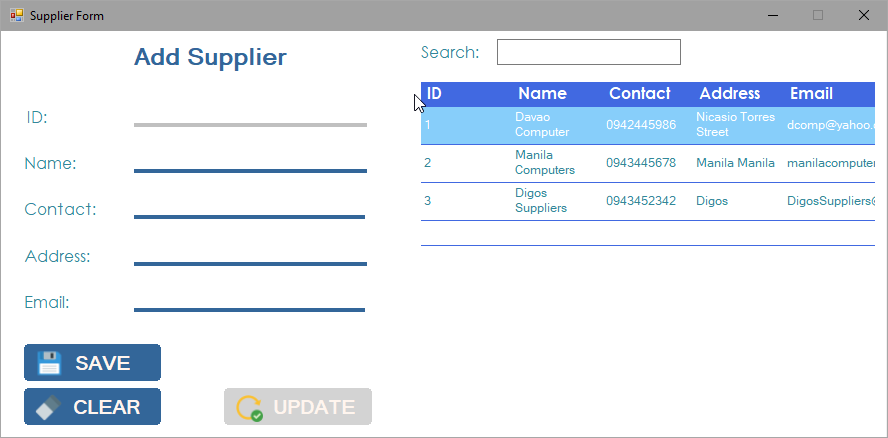 Supplier Form
Add Supplier
ID:
Name:
Contact:
Address:
Email:
SAVE
CLEAR
UPDATE
Search:
ID Name Contact Address Email
1 Davao Computer 0942445986 Nicasio Torres Street dcomp@yahoo.
2 Manila Computers 0943445678 Manila Manila manilacomputer
3 Digos Suppliers 0943452342 Digos DigosSuppliers@